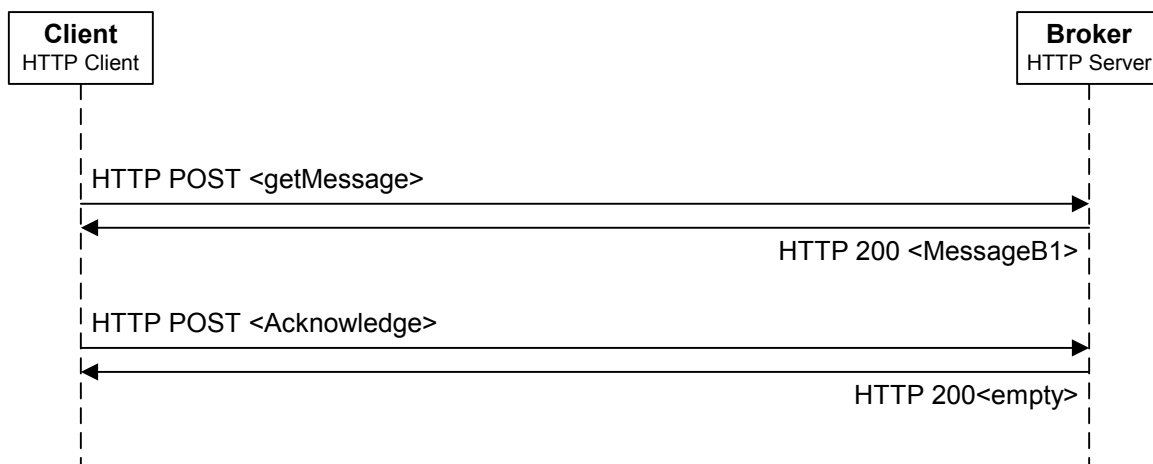 Client
HTTP Client
Broker
HTTP Server
HTTP POST <getMessage>
HTTP 200 <MessageB1>
HTTP POST <Acknowledge>
HTTP 200<empty>